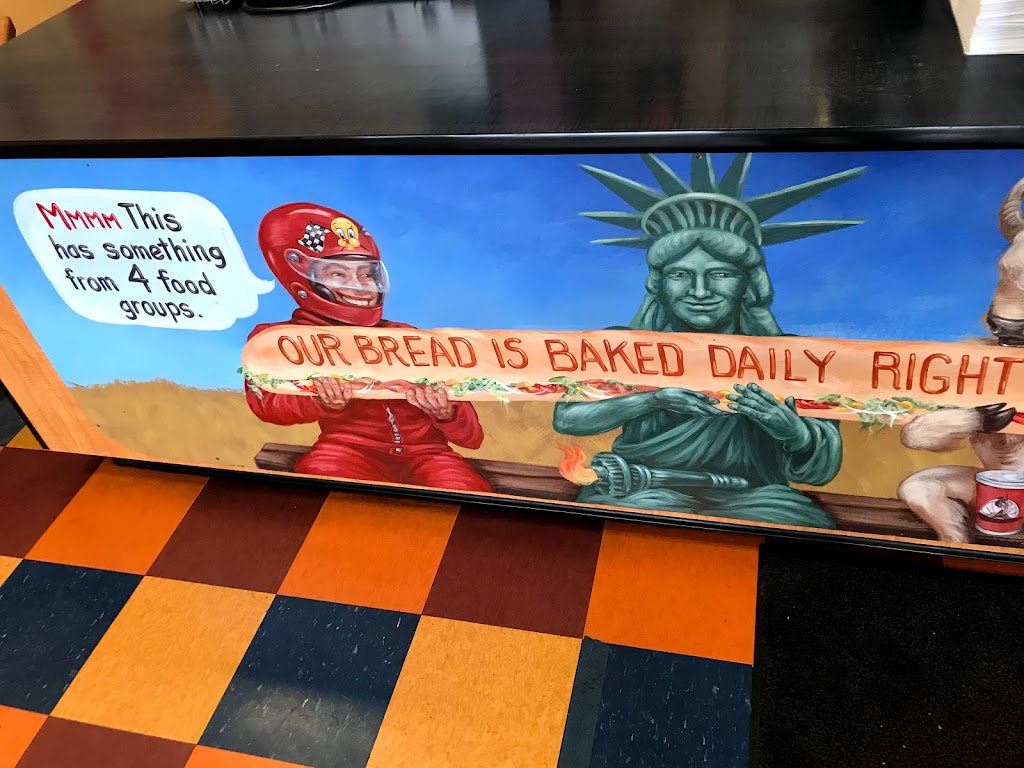 Mmmm This
has something
from 4 food
groups.
OUR BREAD IS BAKED DAILY RIGHT